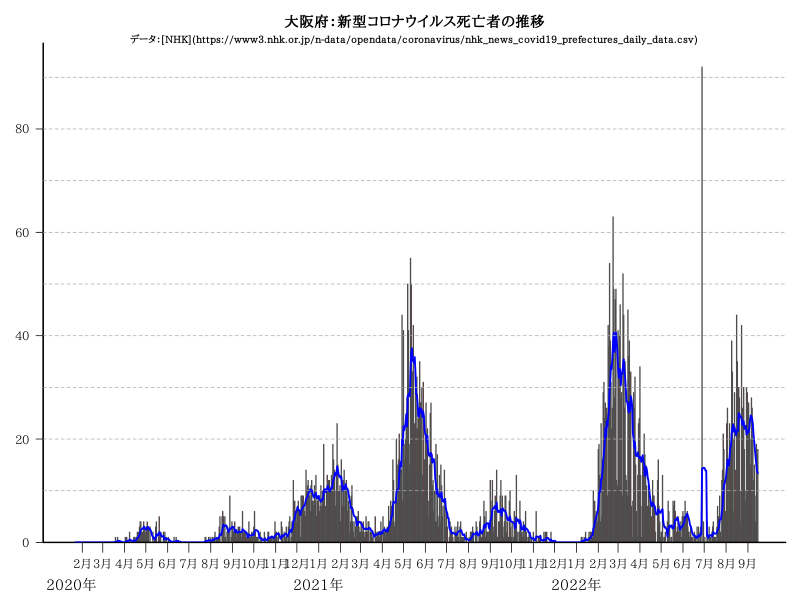 大阪府：新型コロナウイルス死亡者の推移
データ：[NHK](https://www3.nhk.or.jp/n-data/opendata/coronavirus/nhk_news_covid19_prefectures_daily_data.csv)
80
60
40
20
0
2月 3月 4月 5月 6月 7月 8月 9月 10月 11月 12月 1月 2月 3月 4月 5月 6月 7月 8月 9月 10月 11月 12月 1月 2月 3月 4月 5月 6月 7月 8月 9月
2020年 2021年 2022年